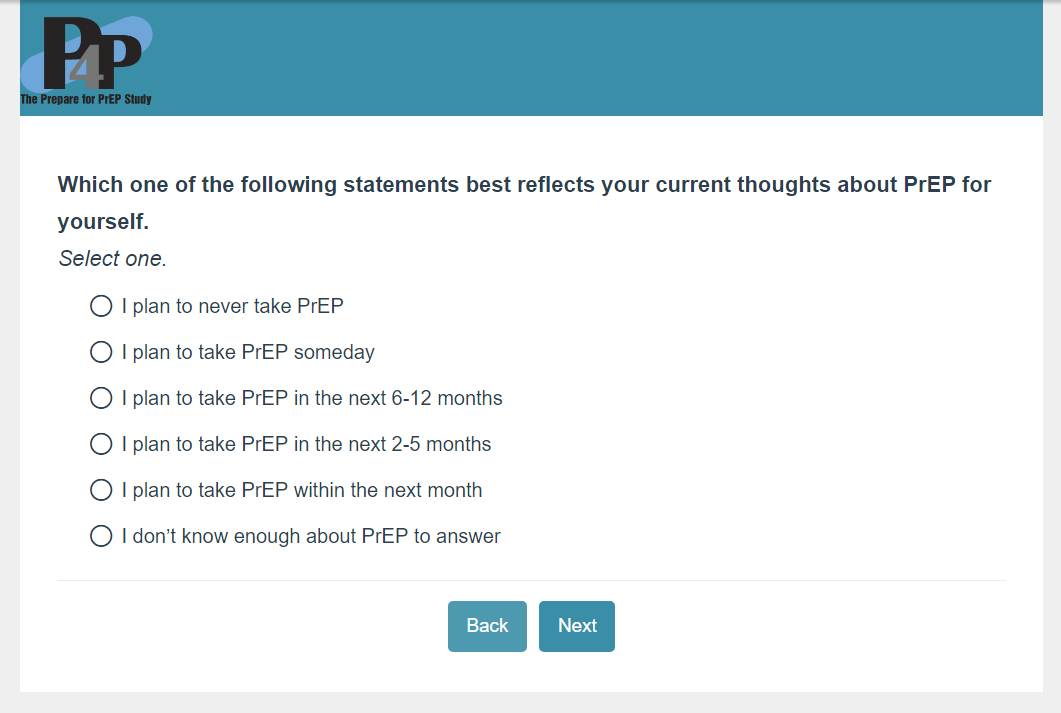 P4P
The Prepare for PrEP Study
Which one of the following statements best reflects your current thoughts about PrEP for
yourself.
Select one.
I plan to never take PrEP
I plan to take PrEP someday
I plan to take PrEP in the next 6-12 months
I plan to take PrEP in the next 2-5 months
I plan to take PrEP within the next month
I don’t know enough about PrEP to answer
Back Next